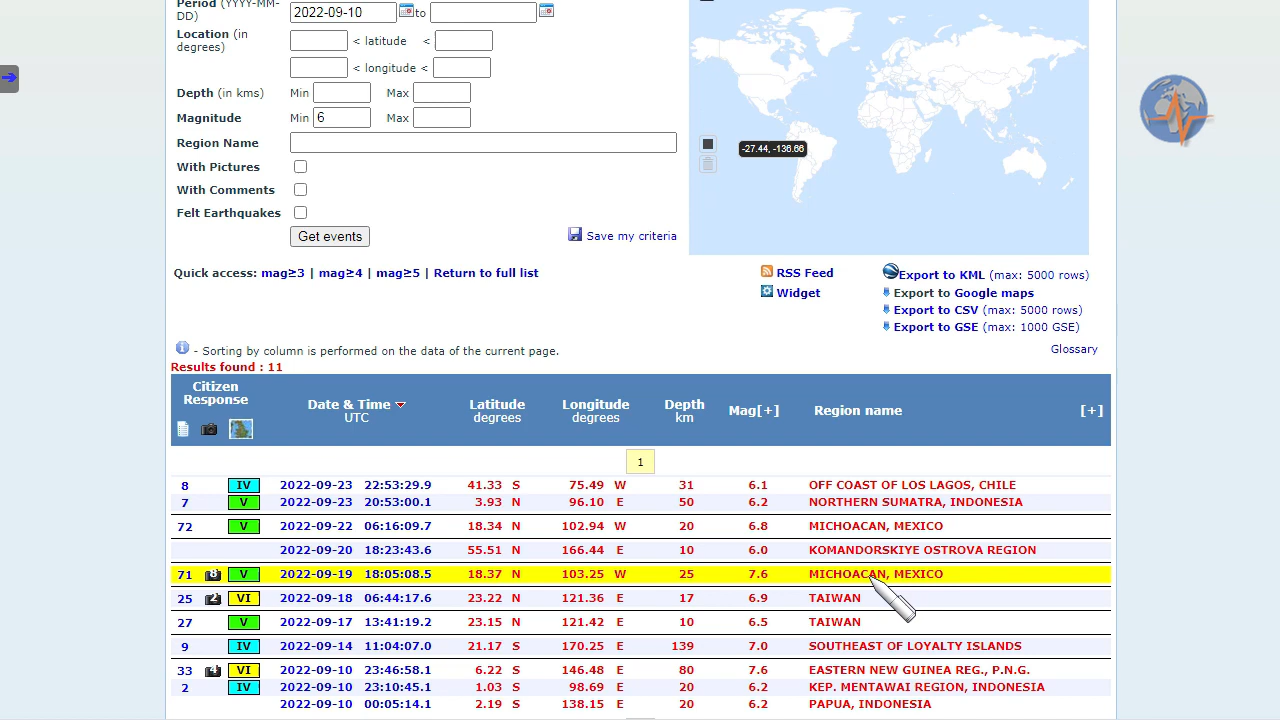 Period (YYYY-MM-DD) 2022-09-10 to
Location (in degrees) < latitude <
< longitude <
Depth (in kms) Min Max
Magnitude Min 6 Max
Region Name
With Pictures
With Comments
Felt Earthquakes
Get events Save my criteria
-27.44, -136.66
Quick access: mag≥3 | mag≥4 | mag≥5 | Return to full list
RSS Feed
Widget
Export to KML (max: 5000 rows)
Export to Google maps
Export to CSV (max: 5000 rows)
Export to GSE (max: 1000 GSE)
i - Sorting by column is performed on the data of the current page.
Glossary
Results found : 11
Citizen Response Date & Time UTC Latitude degrees Longitude degrees Depth km Mag[+] Region name [+]
1
8 IV 2022-09-23 22:53:29.9 41.33 S 75.49 W 31 6.1 OFF COAST OF LOS LAGOS, CHILE
7 V 2022-09-23 20:53:00.1 3.93 N 96.10 E 50 6.2 NORTHERN SUMATRA, INDONESIA
72 V 2022-09-22 06:16:09.7 18.34 N 102.94 W 20 6.8 MICHOACAN, MEXICO
2022-09-20 18:23:43.6 55.51 N 166.44 E 10 6.0 KOMANDORSKIYE OSTROVA REGION
71 8 V 2022-09-19 18:05:08.5 18.37 N 103.25 W 25 7.6 MICHOACAN, MEXICO
25 2 VI 2022-09-18 06:44:17.6 23.22 N 121.36 E 17 6.9 TAIWAN
27 V 2022-09-17 13:41:19.2 23.15 N 121.42 E 10 6.5 TAIWAN
9 IV 2022-09-14 11:04:07.0 21.17 S 170.25 E 139 7.0 SOUTHEAST OF LOYALTY ISLANDS
33 4 VI 2022-09-10 23:46:58.1 6.22 S 146.48 E 80 7.6 EASTERN NEW GUINEA REG., P.N.G.
2 IV 2022-09-10 23:10:45.1 1.03 S 98.69 E 20 6.2 KEP. MENTAWAI REGION, INDONESIA
2022-09-10 00:05:14.1 2.19 S 138.15 E 20 6.2 PAPUA, INDONESIA